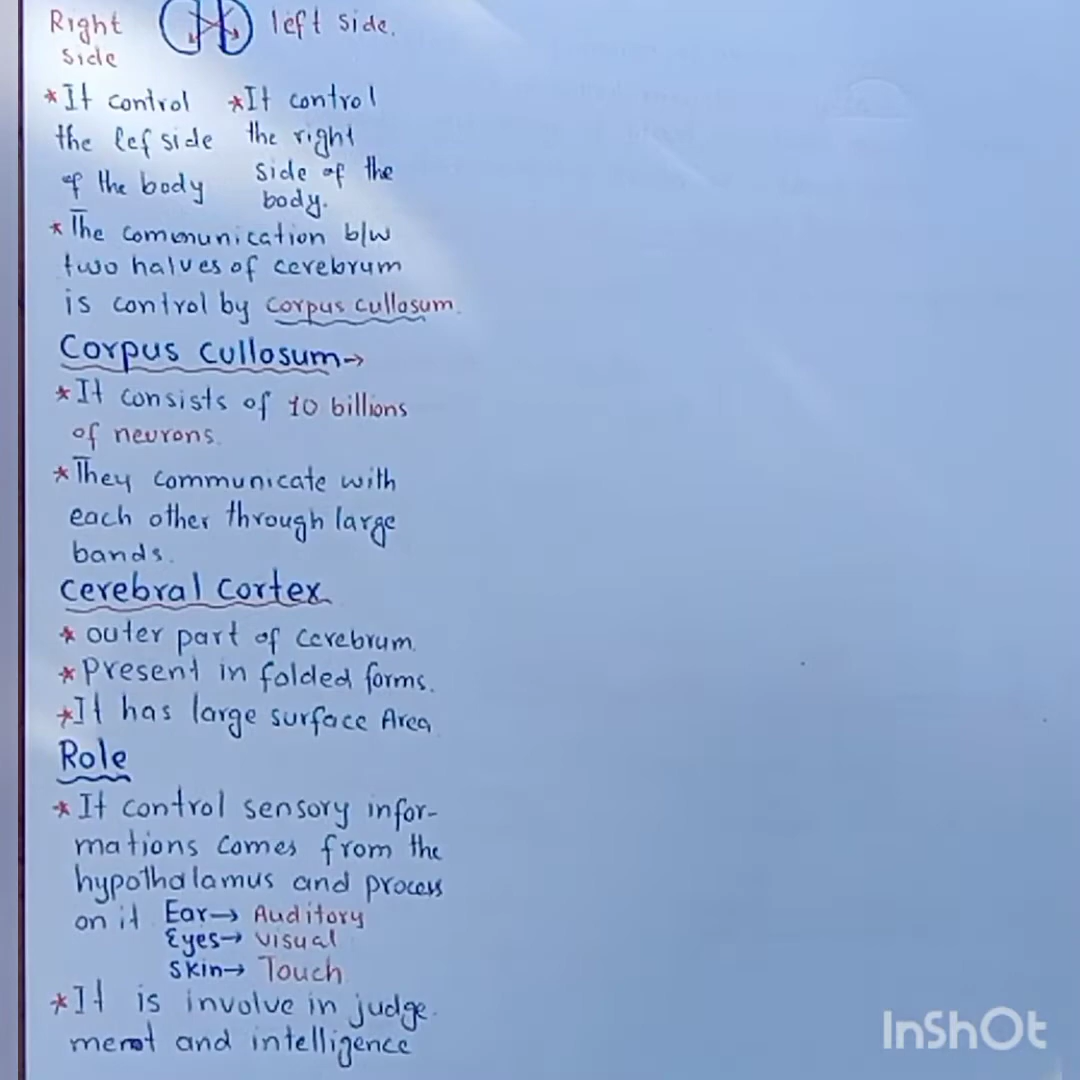 Right left side.
side
*It control *It control
the lef side the right
of the body side of the
body.
*The communication b/w
two halves of cerebrum
is control by corpus cullosum.
Corpus cullosum→
*It consists of 10 billions
of neurons.
*They communicate with
each other through large
bands.
Cerebral cortex
* outer part of cerebrum.
*Present in folded forms.
*It has large surface Area
Role
*It control sensory infor-
mations comes from the
hypothalamus and process
on it Ear→ Auditory
Eyes→ visual
Skin→ Touch
*It is involve in judge-
ment and intelligence
InShOt